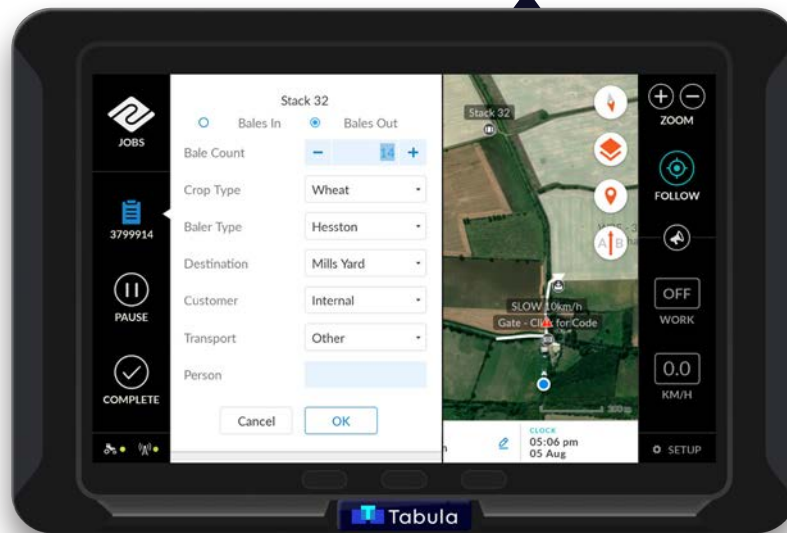 JOBS
3799914
PAUSE
COMPLETE
Stack 32
Bales In
Bales Out
Bale Count
14
Crop Type
Wheat
Baler Type
Hesston
Destination
Mills Yard
Customer
Internal
Transport
Other
Person
Cancel
OK
Stack 32
A B
SLOW 10km/h
Gate - Click for Code
300 m
CLOCK
05:06 pm
05 Aug
ZOOM
FOLLOW
OFF
WORK
0.0
KM/H
SETUP
Tabula